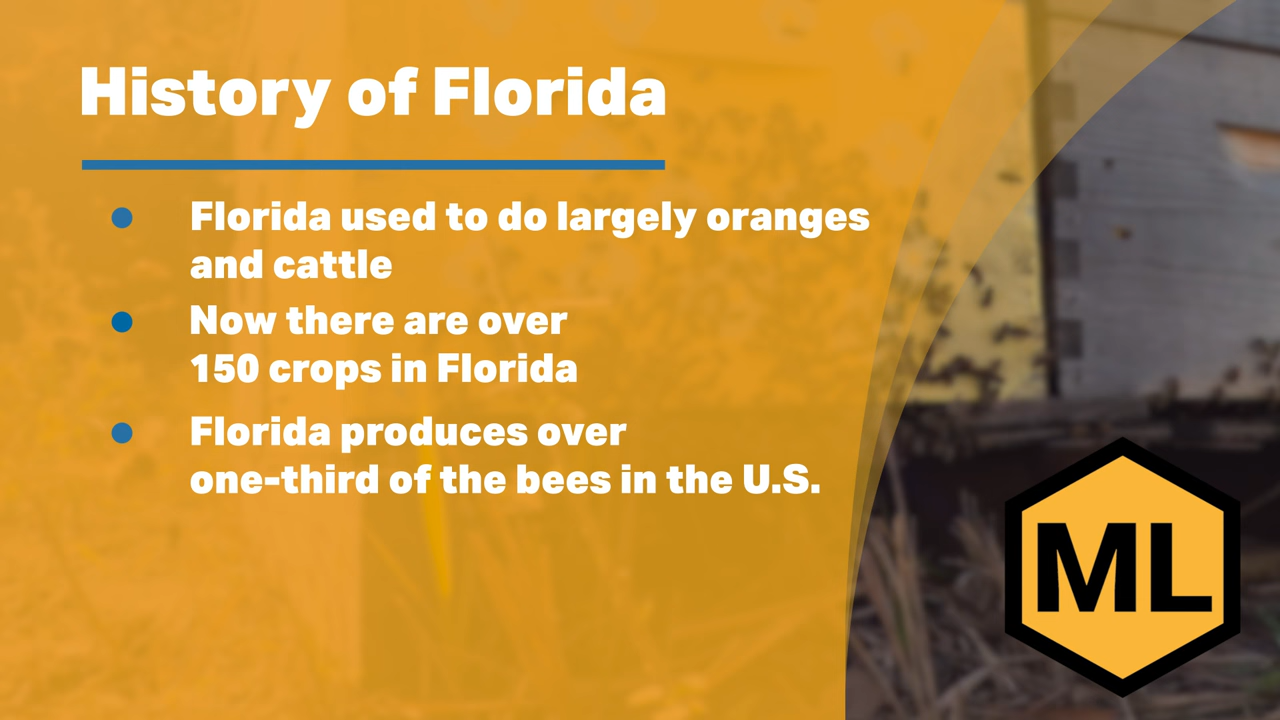 History of Florida
Florida used to do largely oranges
and cattle
Now there are over
150 crops in Florida
Florida produces over
one-third of the bees in the U.S.
ML